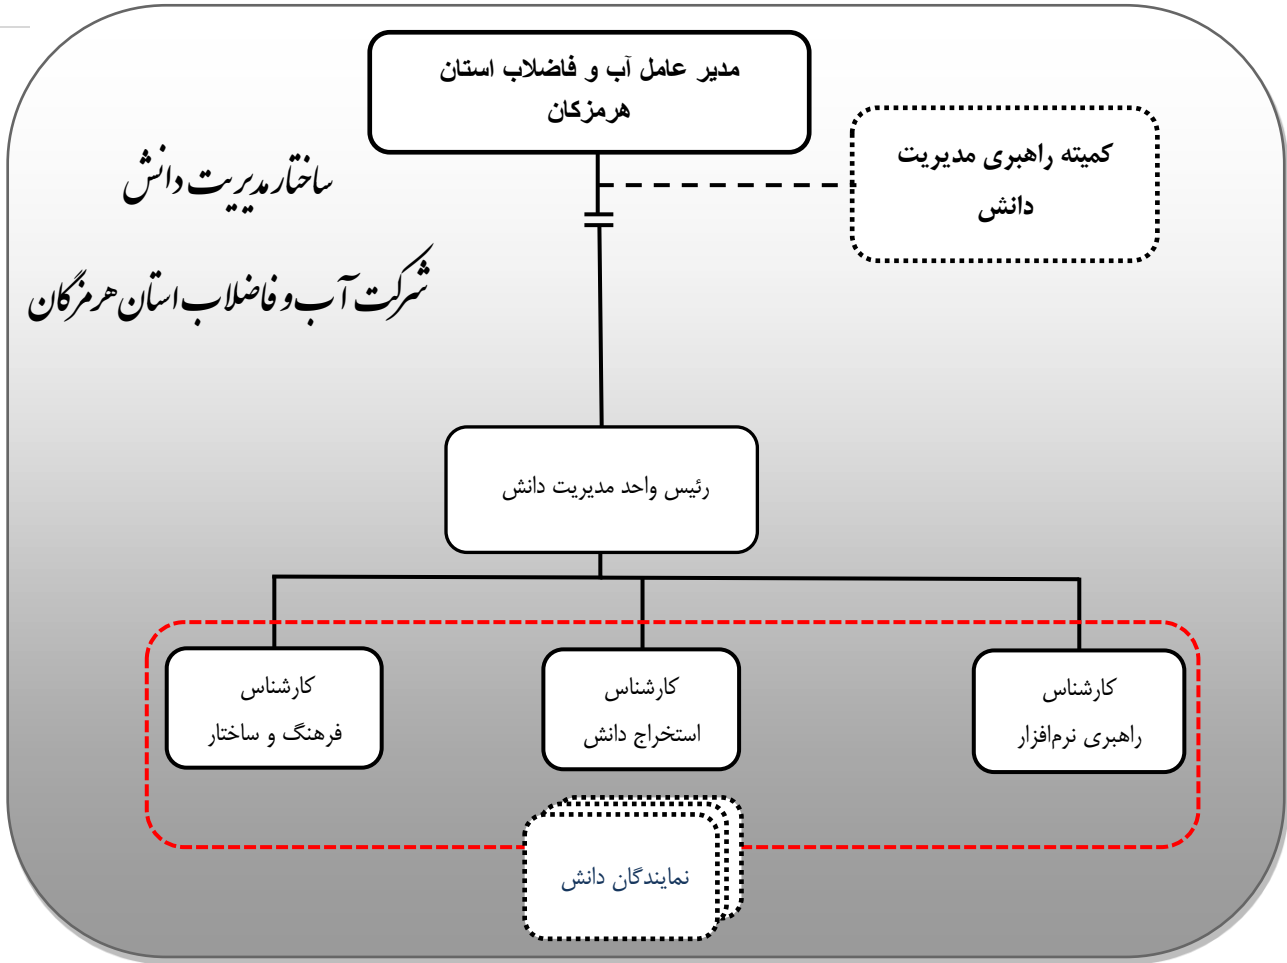 مدیر عامل آب و فاضلاب استان
هرمزکان
کمیته راهبری مدیریت
دانش
ساختار مدیریت دانش
شرکت آب و فاضلاب استان هرمزگان
رئیس واحد مدیریت دانش
کارشناس
راهبری نرم‌افزار
کارشناس
استخراج دانش
کارشناس
فرهنگ و ساختار
نمایندگان دانش